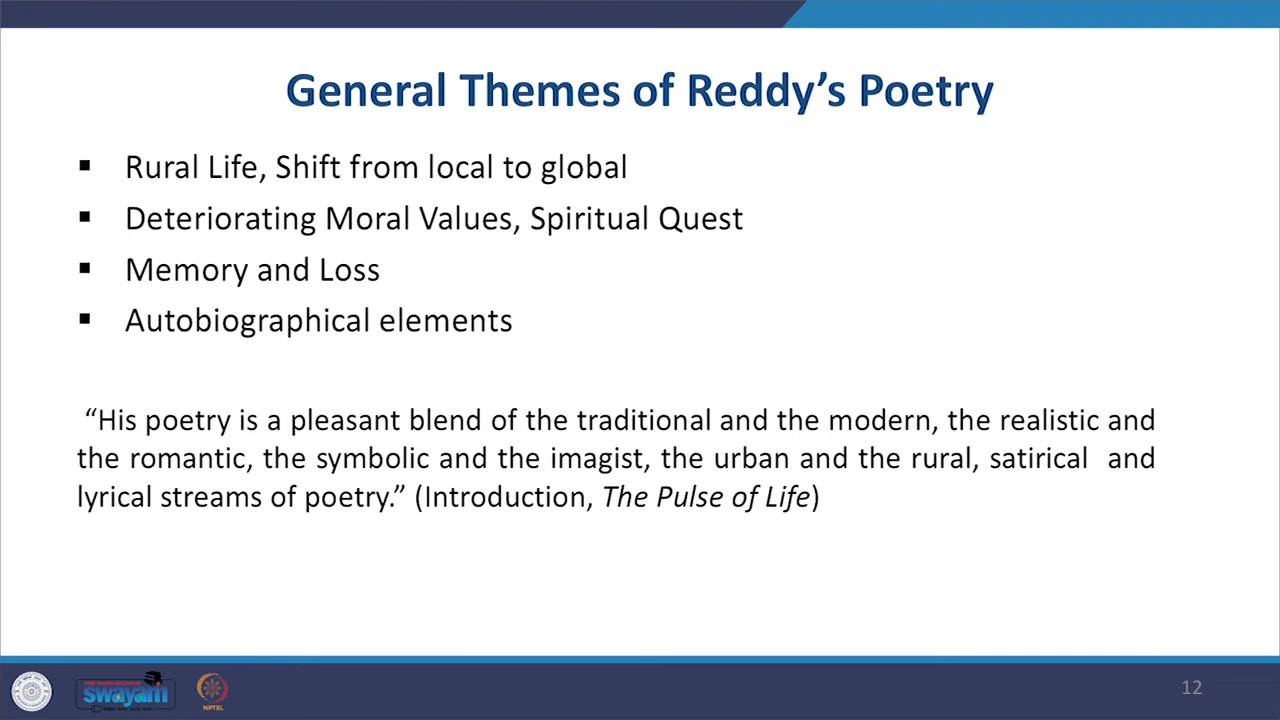 General Themes of Reddy’s Poetry
▪ Rural Life, Shift from local to global
▪ Deteriorating Moral Values, Spiritual Quest
▪ Memory and Loss
▪ Autobiographical elements
“His poetry is a pleasant blend of the traditional and the modern, the realistic and
the romantic, the symbolic and the imagist, the urban and the rural, satirical and
lyrical streams of poetry.” (Introduction, The Pulse of Life)
swayam
NPTEL
12